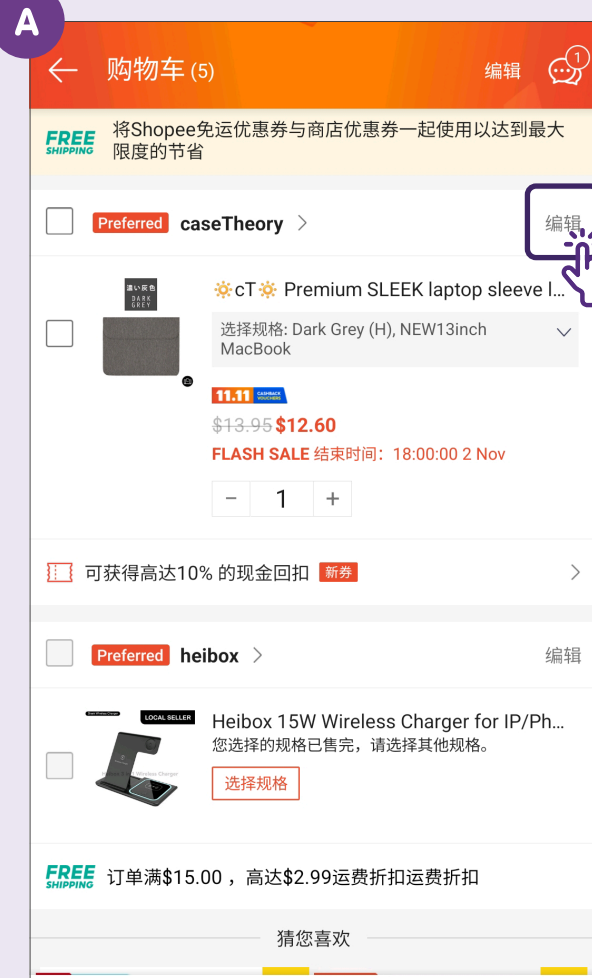 A
购物车 (5)
编辑
1
FREE
SHIPPING
将Shopee免运优惠券与商店优惠券一起使用以达到最大
限度的节省
Preferred caseTheory
编辑
濃い灰色
DARK
GREY
🔅cT🔅 Premium SLEEK laptop sleeve l...
选择规格: Dark Grey (H), NEW13inch
MacBook
11.11 CASHBACK
VOUCHERS
$13.95 $12.60
FLASH SALE 结束时间：18:00:00 2 Nov
− 1 +
可获得高达10% 的现金回扣 新券
Preferred heibox
编辑
LOCAL SELLER
Heibox 15W Wireless Charger for IP/Ph...
您选择的规格已售完，请选择其他规格。
选择规格
FREE
SHIPPING
订单满$15.00 ，高达$2.99运费折扣运费折扣
猜您喜欢